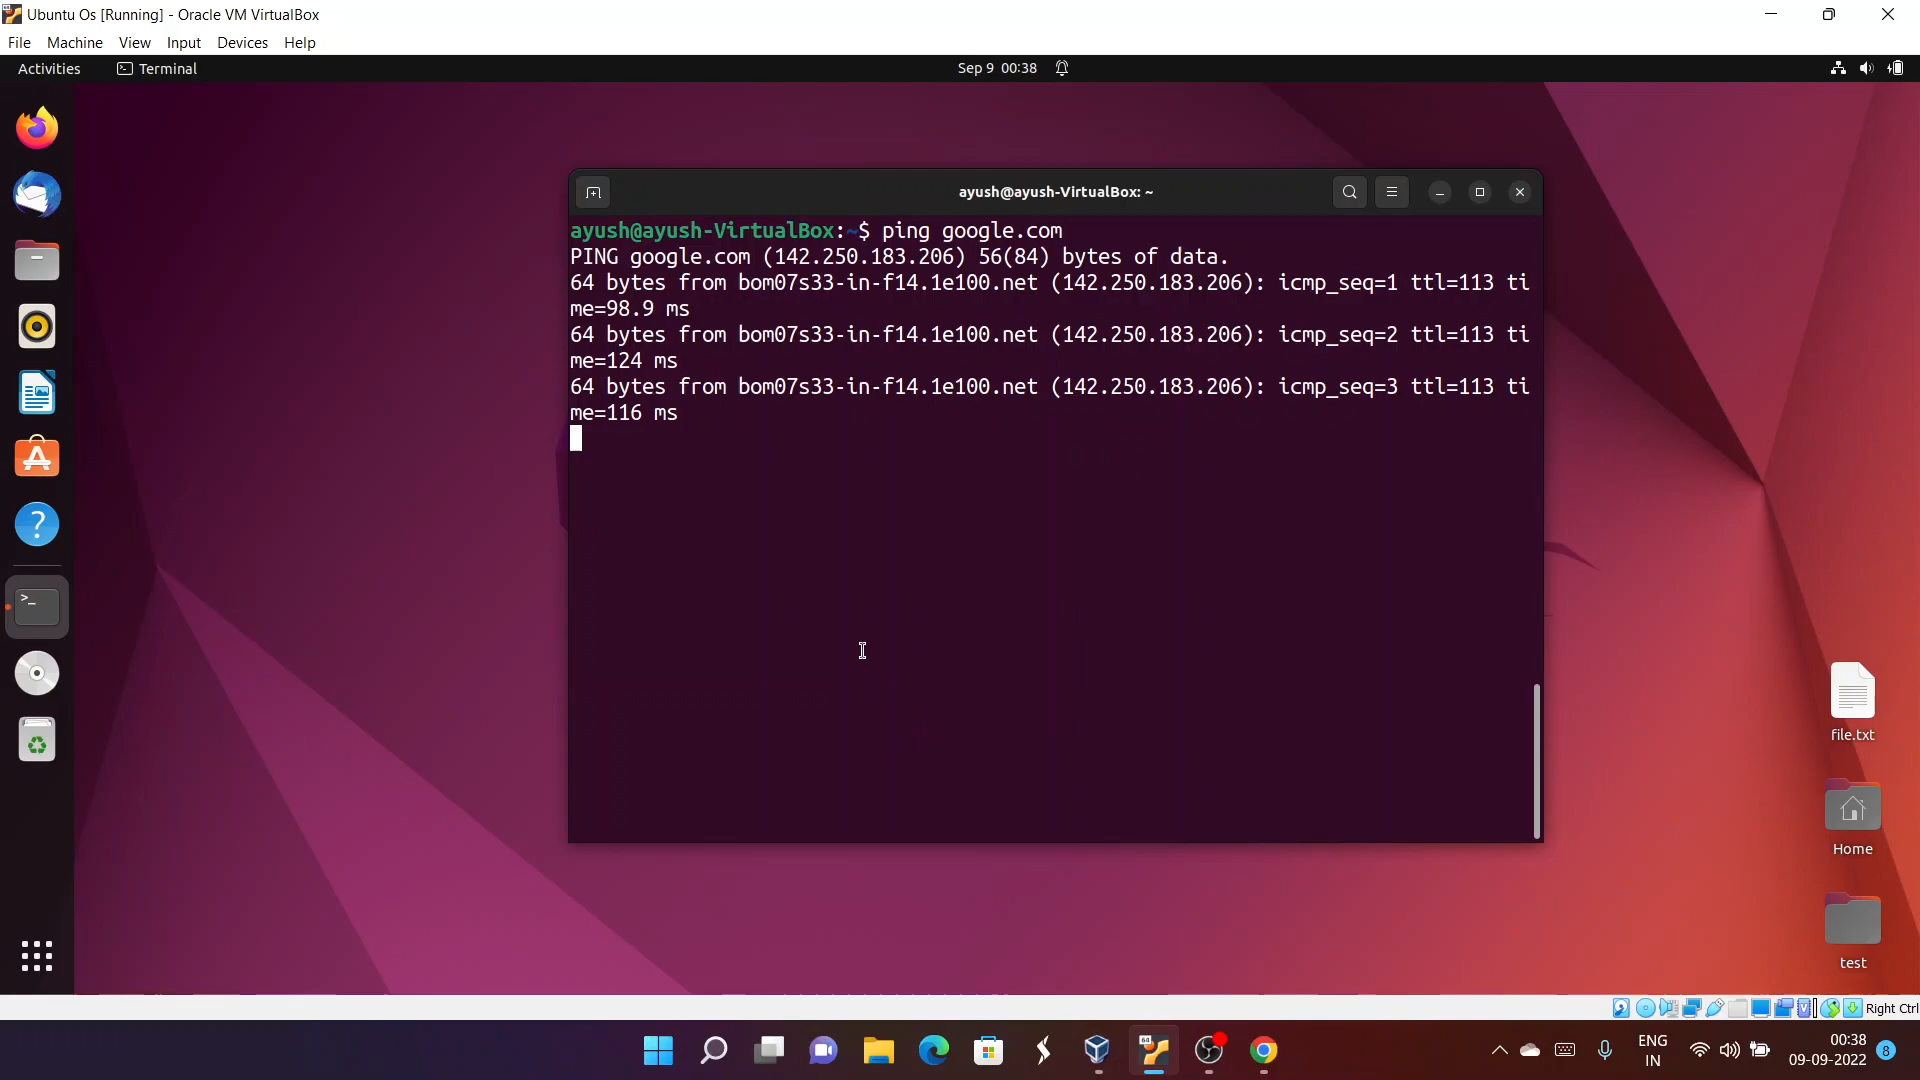 Ubuntu Os [Running] - Oracle VM VirtualBox
File Machine View Input Devices Help
Activities Terminal Sep 9 00:38
ayush@ayush-VirtualBox: ~
ayush@ayush-VirtualBox:~$ ping google.com
PING google.com (142.250.183.206) 56(84) bytes of data.
64 bytes from bom07s33-in-f14.1e100.net (142.250.183.206): icmp_seq=1 ttl=113 ti
me=98.9 ms
64 bytes from bom07s33-in-f14.1e100.net (142.250.183.206): icmp_seq=2 ttl=113 ti
me=124 ms
64 bytes from bom07s33-in-f14.1e100.net (142.250.183.206): icmp_seq=3 ttl=113 ti
me=116 ms
file.txt
Home
test
Right Ctrl
ENG
IN
00:38
09-09-2022
8